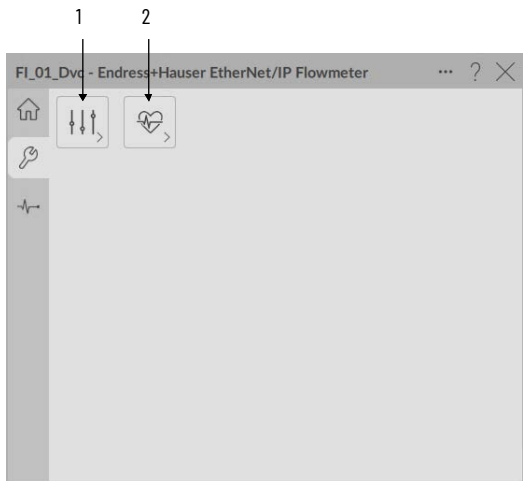 1 2
FI_01_Dvc - Endress+Hauser EtherNet/IP Flowmeter ... ?